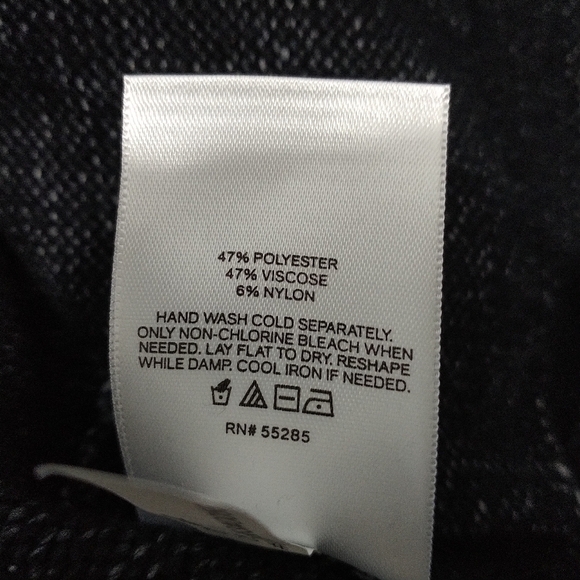 47% POLYESTER
47% VISCOSE
6% NYLON
HAND WASH COLD SEPARATELY.
ONLY NON-CHLORINE BLEACH WHEN
NEEDED. LAY FLAT TO DRY. RESHAPE
WHILE DAMP. COOL IRON IF NEEDED.
RN# 55285